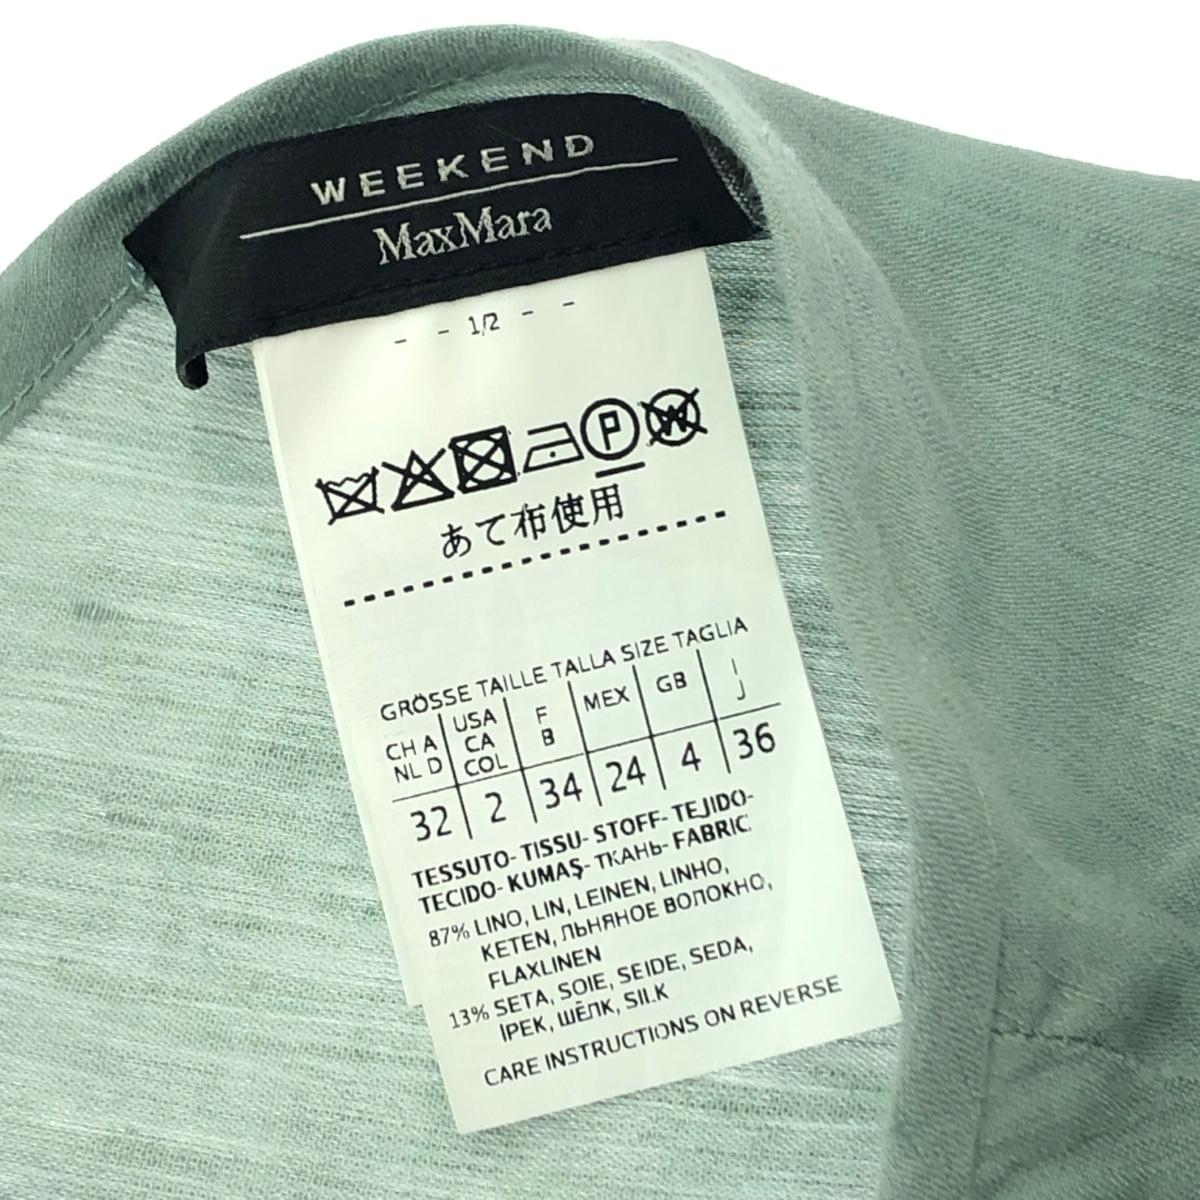 WEEKEND
MaxMara
- - 1/2 - -
P W
あて布使用
GRÖSSE TAILLE TALLA SIZE TAGLIA
CH A NL D USA CA COL F B MEX GB I J
32 2 34 24 4 36
TESSUTO- TISSU- STOFF- TEJIDO-
TECIDO- KUMAŞ- ТКАНЬ- FABRIC.
87% LINO, LIN, LEINEN, LINHO,
KETEN, ЛЬНЯНОЕ ВОЛОКНО,
FLAXLINEN
13% SETA, SOIE, SEIDE, SEDA,
IPEK, ШЁЛК, SILK
CARE INSTRUCTIONS ON REVERSE